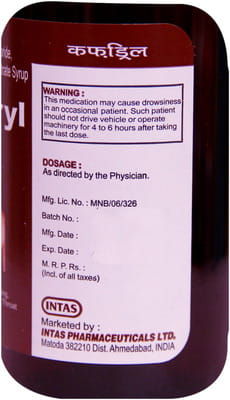 कफड्रिल
WARNING :
This medication may cause drowsiness
in an occasional patient. Such patient
should not drive vehicle or operate
machinery for 4 to 6 hours after taking
the last dose.
DOSAGE :
As directed by the Physician.
Mfg. Lic. No. : MNB/06/326
Batch No. :
Mfg. Date :
Exp. Date :
M. R. P. Rs. :
(Incl. of all taxes)
INTAS
Marketed by :
INTAS PHARMACEUTICALS LTD.
Matoda 382210 Dist. Ahmedabad, INDIA
Syrup
yl